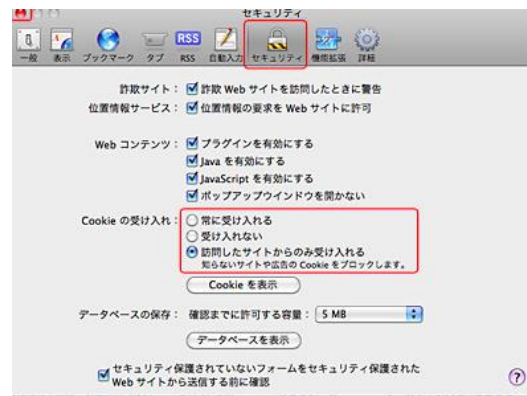 セキュリティ
RSS
一般 表示 ブックマーク タブ RSS 自動入力 セキュリティ 機能拡張 詳細
詐欺サイト： 詐欺 Web サイトを訪問したときに警告
位置情報サービス： 位置情報の要求を Web サイトに許可
Web コンテンツ： プラグインを有効にする
Java を有効にする
JavaScript を有効にする
ポップアップウインドウを開かない
Cookie の受け入れ： 常に受け入れる
受け入れない
訪問したサイトからのみ受け入れる
知らないサイトや広告の Cookie をブロックします。
Cookie を表示
データベースの保存： 確認までに許可する容量： 5 MB
データベースを表示
セキュリティ保護されていないフォームをセキュリティ保護された
Web サイトから送信する前に確認
?